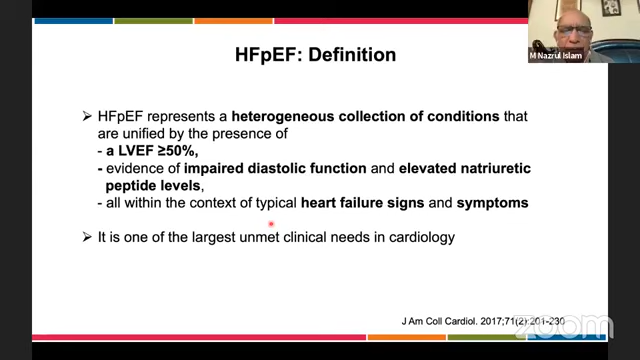 HFpEF: Definition
M Nazrul Islam
➤ HFpEF represents a heterogeneous collection of conditions that
are unified by the presence of
- a LVEF ≥50%,
- evidence of impaired diastolic function and elevated natriuretic
peptide levels,
- all within the context of typical heart failure signs and symptoms
➤ It is one of the largest unmet clinical needs in cardiology
J Am Coll Cardiol. 2017;71(2):201-230
zoom